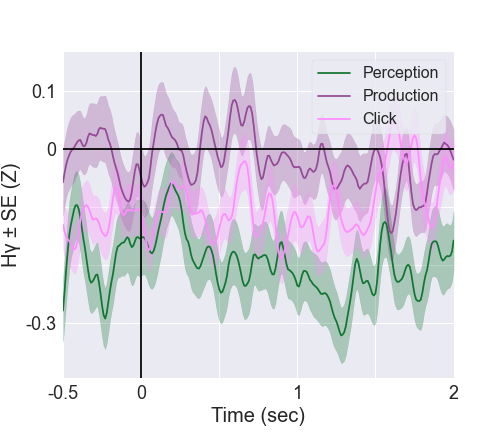 Perception
Production
Click
0.1
0
-0.3
Hγ ± SE (Z)
-0.5
0
1
2
Time (sec)